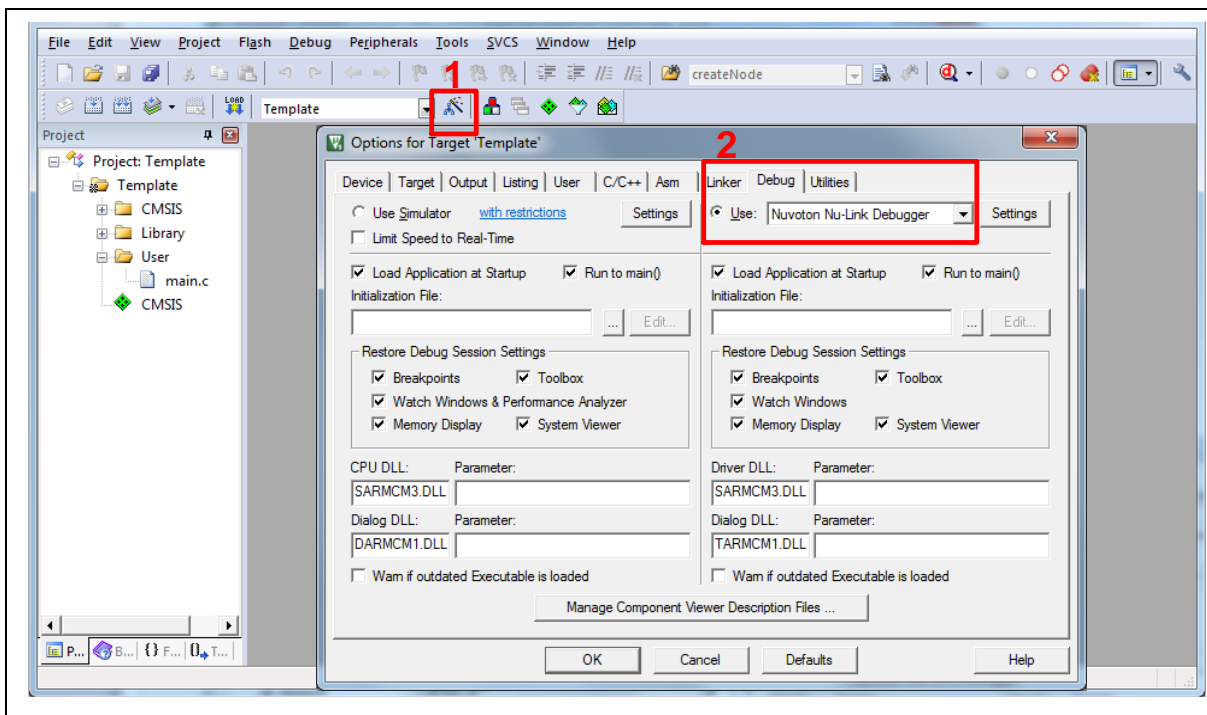 File Edit View Project Flash Debug Peripherals Tools SVCS Window Help
1
createNode
LOAD
Template
Project
Project: Template
Template
CMSIS
Library
User
main.c
CMSIS
P... B... {} F... 0 T...
Options for Target 'Template'
2
Device Target Output Listing User C/C++ Asm Linker Debug Utilities
Use Simulator with restrictions Settings Use: Nuvoton Nu-Link Debugger Settings
Limit Speed to Real-Time
Load Application at Startup Run to main() Load Application at Startup Run to main()
Initialization File: Initialization File:
... Edit... ... Edit...
Restore Debug Session Settings Restore Debug Session Settings
Breakpoints Toolbox Breakpoints Toolbox
Watch Windows & Performance Analyzer Watch Windows
Memory Display System Viewer Memory Display System Viewer
CPU DLL: Parameter: Driver DLL: Parameter:
SARMCM3.DLL SARMCM3.DLL
Dialog DLL: Parameter: Dialog DLL: Parameter:
DARMCM1.DLL TARMCM1.DLL
Warn if outdated Executable is loaded Warn if outdated Executable is loaded
Manage Component Viewer Description Files ...
OK Cancel Defaults Help